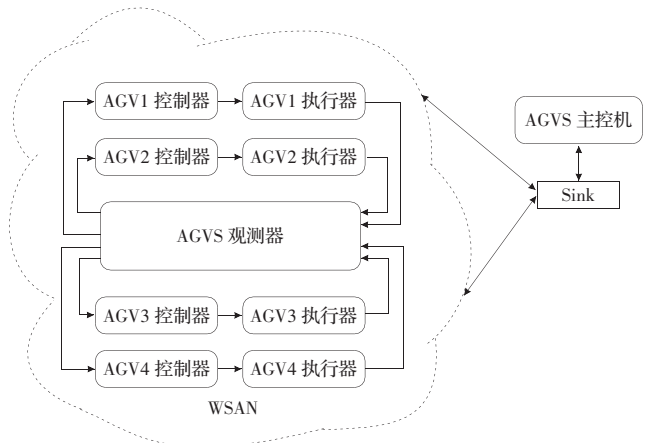 AGV1 控制器
AGV1 执行器
AGV2 控制器
AGV2 执行器
AGVS 观测器
AGV3 控制器
AGV3 执行器
AGV4 控制器
AGV4 执行器
WSAN
AGVS 主控机
Sink